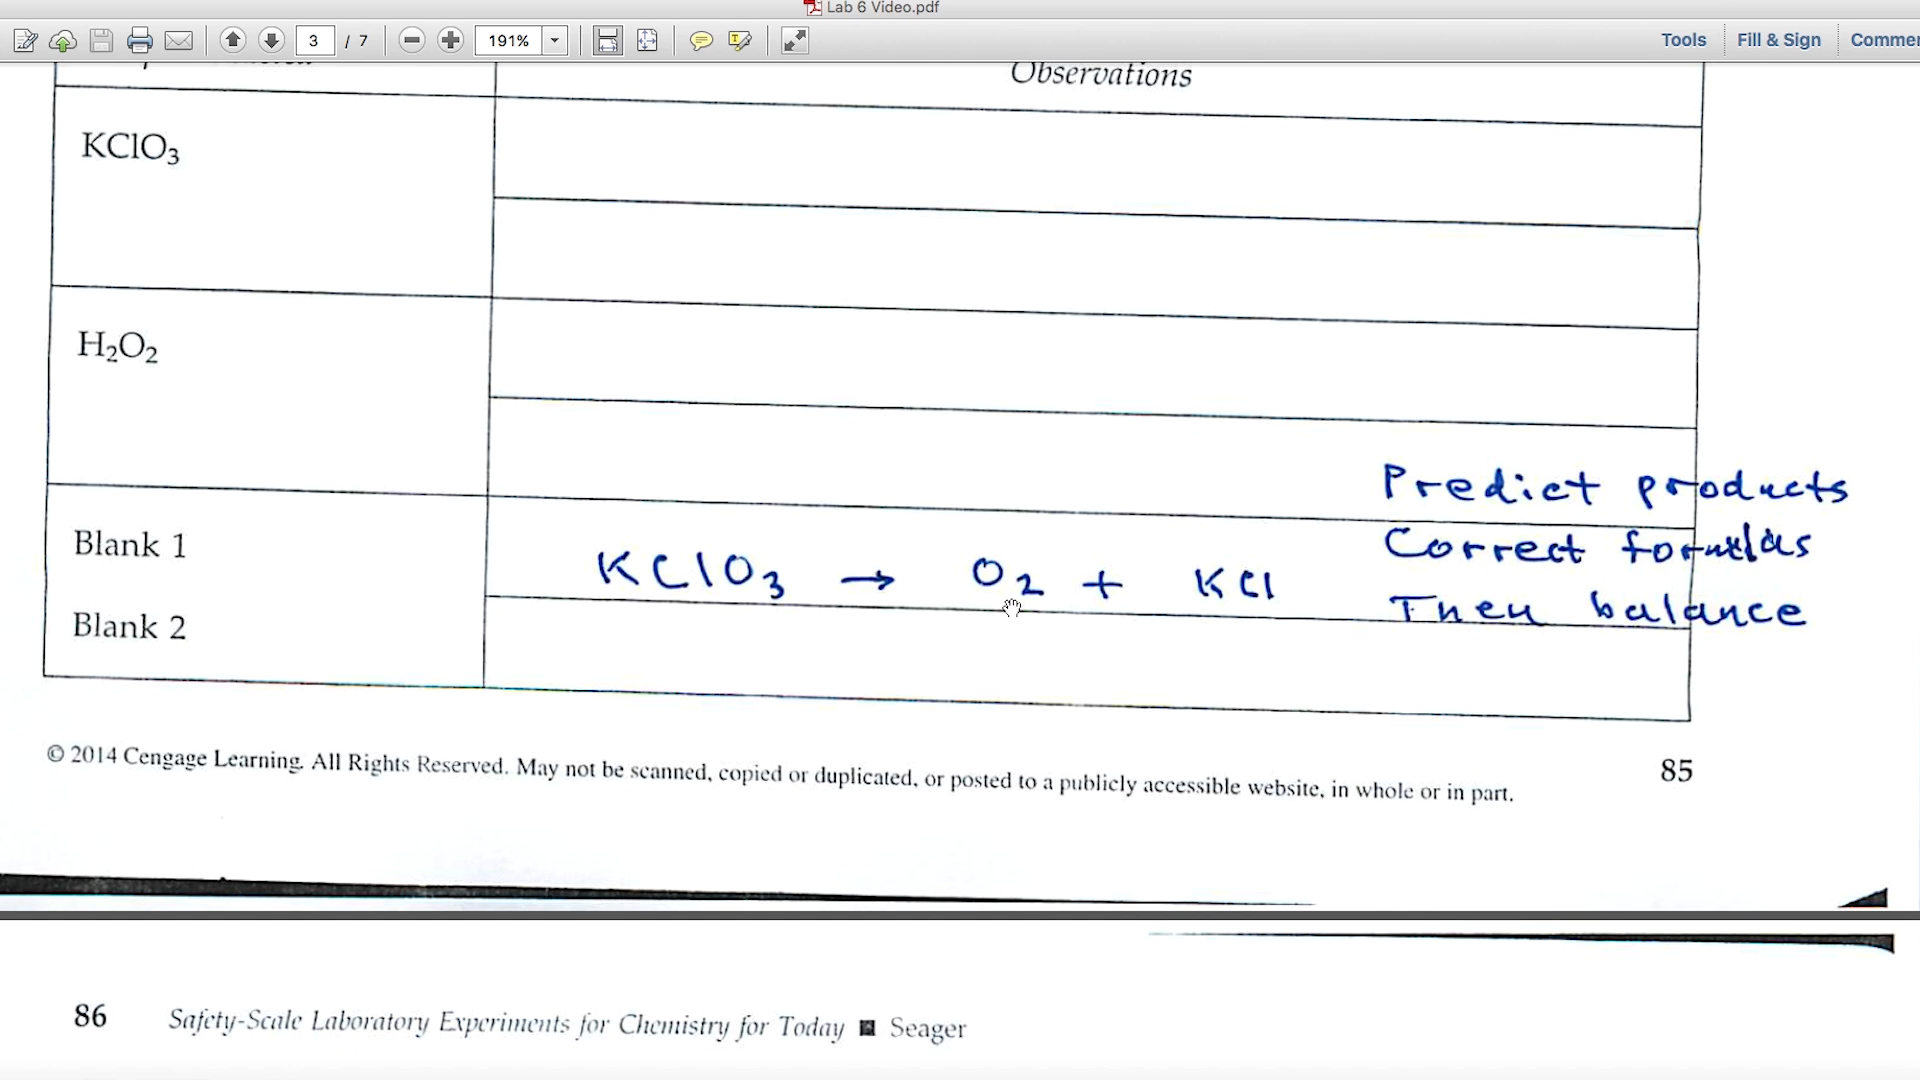 Lab 6 Video.pdf
3 / 7 191% Tools Fill & Sign Commen
Observations
KClO₃
H₂O₂
Predict products
Correct formulas
Blank 1
KClO₃ → O₂ + KCl
Then balance
Blank 2
© 2014 Cengage Learning. All Rights Reserved. May not be scanned, copied or duplicated, or posted to a publicly accessible website, in whole or in part.
85
86 Safety-Scale Laboratory Experiments for Chemistry for Today ■ Seager